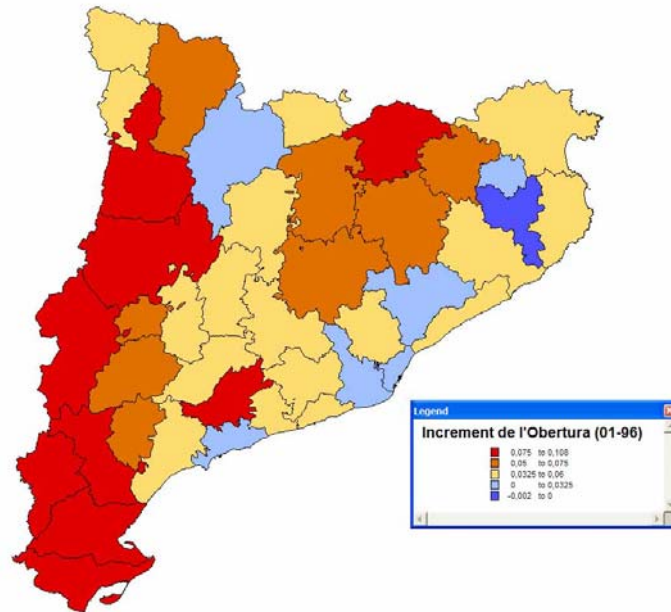 Legend
Increment de l'Obertura (01-96)
0,075 to 0,108
0,05 to 0,075
0,0325 to 0,06
0 to 0,0325
-0,002 to 0